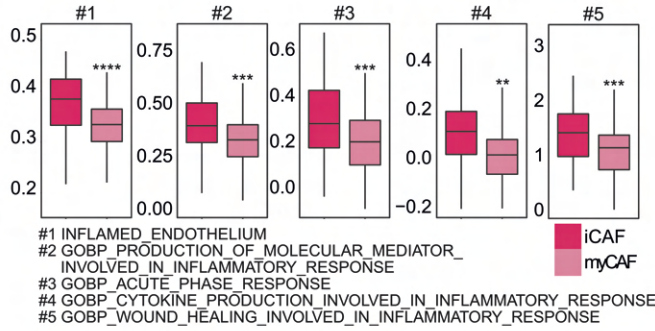 #1 #2 #3 #4 #5
0.5 0.75 0.6 0.4 3
0.4 0.50 0.4 0.2 2
0.3 0.25 0.2 0.0 1
0.2 0.00 0.0 −0.2 0
**** *** *** ** ***
#1 INFLAMED_ENDOTHELIUM
#2 GOBP_PRODUCTION_OF_MOLECULAR_MEDIATOR_
INVOLVED_IN_INFLAMMATORY_RESPONSE
#3 GOBP_ACUTE_PHASE_RESPONSE
#4 GOBP_CYTOKINE_PRODUCTION_INVOLVED_IN_INFLAMMATORY_RESPONSE
#5 GOBP_WOUND_HEALING_INVOLVED_IN_INFLAMMATORY_RESPONSE
iCAF
myCAF